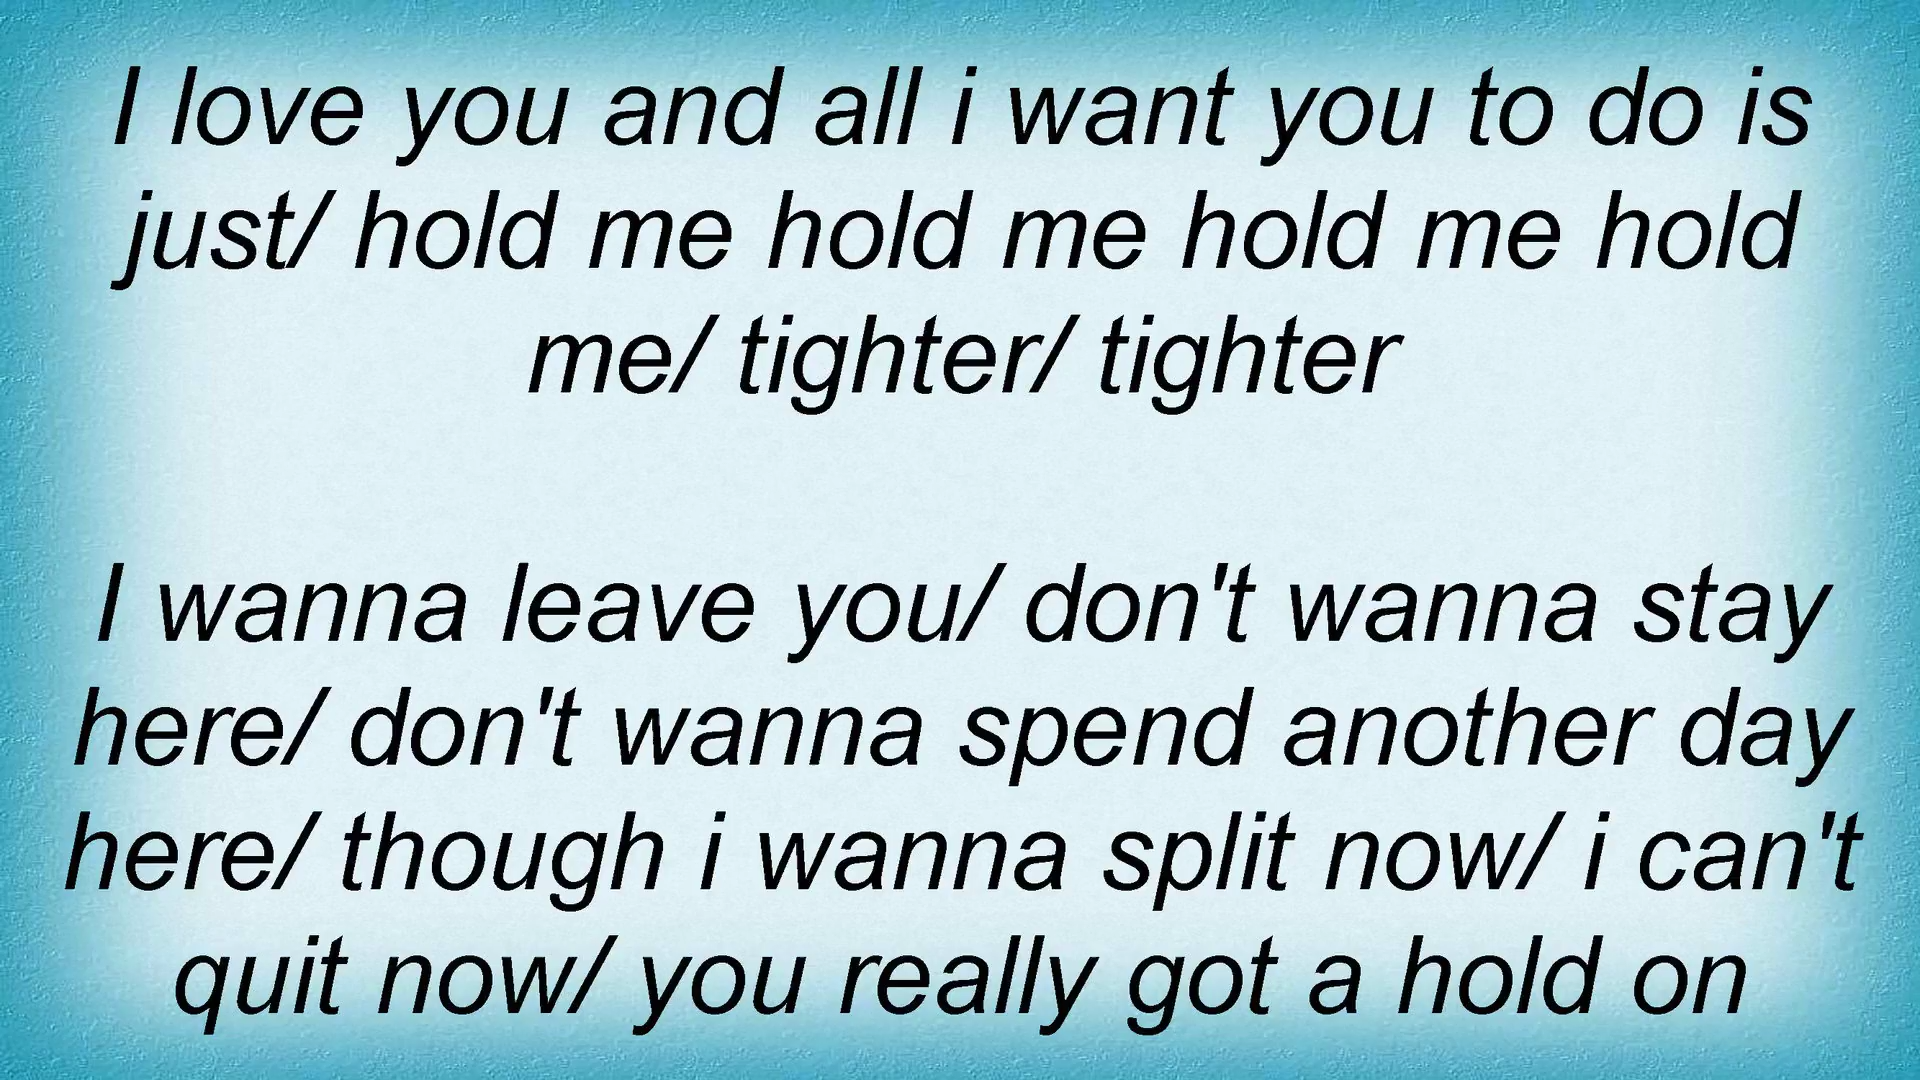 I love you and all i want you to do is
just/ hold me hold me hold me hold
me/ tighter/ tighter
I wanna leave you/ don't wanna stay
here/ don't wanna spend another day
here/ though i wanna split now/ i can't
quit now/ you really got a hold on